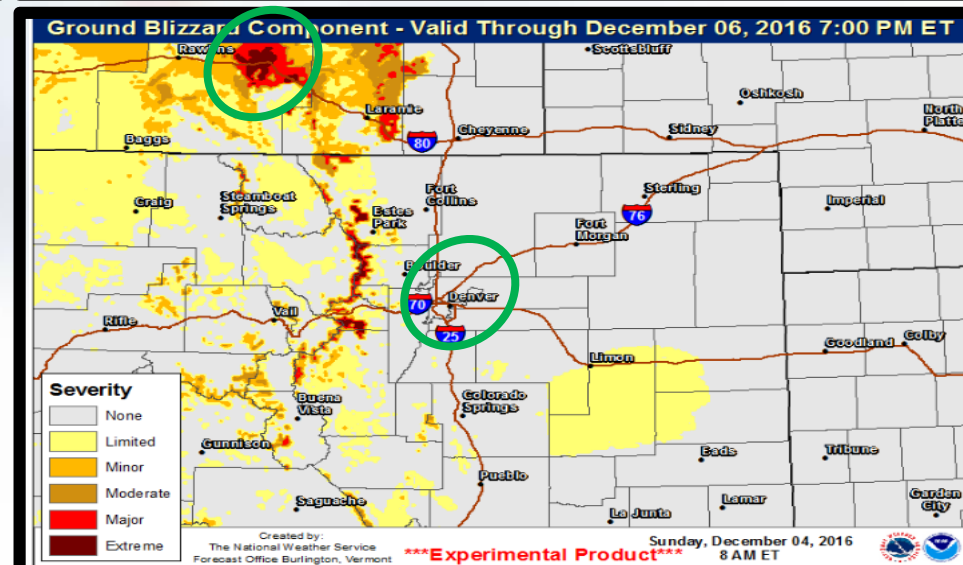 Ground Blizzard Component - Valid Through December 06, 2016 7:00 PM ET
Rawlins
Scottsbluff
Oshkosh
Laramie
North
Platte
80
Cheyenne
Sidney
Baggs
Craig
Steamboat
Springs
Fort
Collins
Sterling
Imperial
Estes
Park
76
Fort
Morgan
Boulder
70
Denver
Rifle
Vail
25
Limon
Goodland
Colby
Severity
None
Limited
Minor
Moderate
Major
Extreme
Buena
Vista
Colorado
Springs
Gunnison
Eads
Tribune
Pueblo
Saguache
La Junta
Lamar
Garden
City
Created by:
The National Weather Service
Forecast Office Burlington, Vermont
***Experimental Product***
Sunday, December 04, 2016
8 AM ET